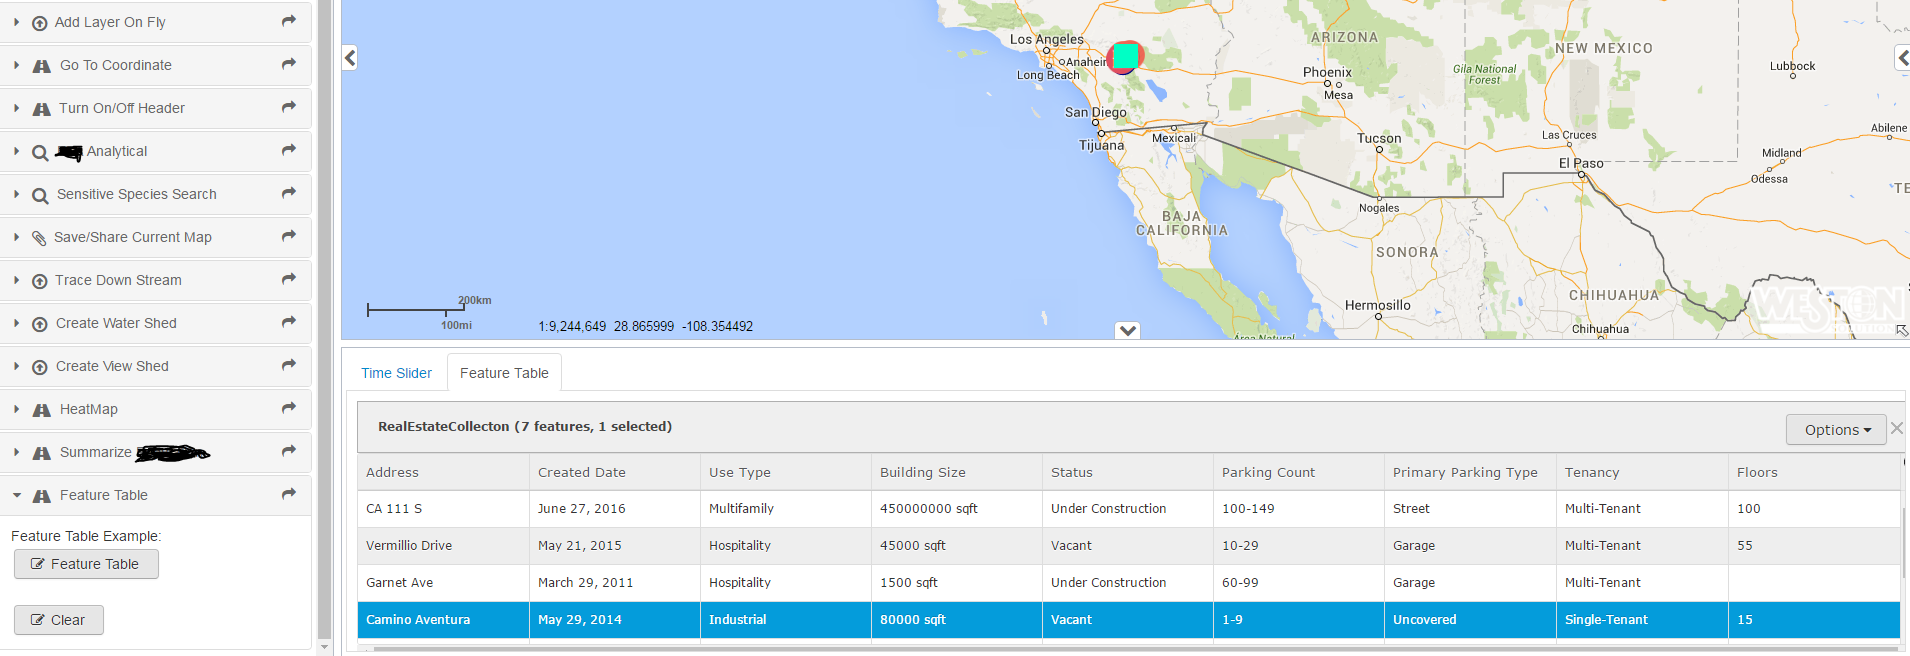 Add Layer On Fly
Go To Coordinate
Turn On/Off Header
Analytical
Sensitive Species Search
Save/Share Current Map
Trace Down Stream
Create Water Shed
Create View Shed
HeatMap
Summarize
Feature Table
Feature Table Example:
Feature Table
Clear
Los Angeles
Anaheim
Long Beach
San Diego
Tijuana
Mexicali
ARIZONA
Phoenix
Mesa
Gila National
Forest
NEW MEXICO
Lubbock
Tucson
Las Cruces
El Paso
Abilene
Midland
Odessa
TE
Nogales
BAJA
CALIFORNIA
SONORA
Hermosillo
CHIHUAHUA
Chihuahua
Área Natural
WESTON
SOLUTIONS
200km
100mi
1:9,244,649 28.865999 -108.354492
Time Slider Feature Table
RealEstateCollecton (7 features, 1 selected)
Options
Address Created Date Use Type Building Size Status Parking Count Primary Parking Type Tenancy Floors
CA 111 S June 27, 2016 Multifamily 450000000 sqft Under Construction 100-149 Street Multi-Tenant 100
Vermillio Drive May 21, 2015 Hospitality 45000 sqft Vacant 10-29 Garage Multi-Tenant 55
Garnet Ave March 29, 2011 Hospitality 1500 sqft Under Construction 60-99 Garage Multi-Tenant
Camino Aventura May 29, 2014 Industrial 80000 sqft Vacant 1-9 Uncovered Single-Tenant 15